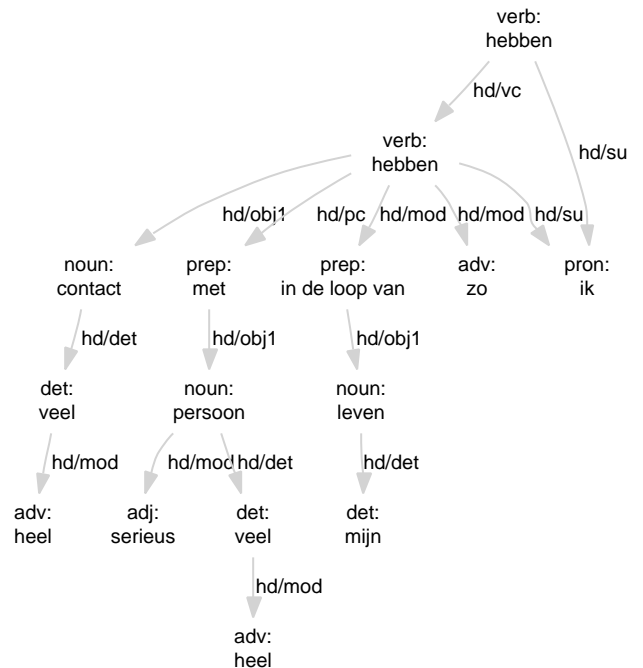 verb:
hebben
hd/vc
verb:
hebben
hd/su
hd/obj1 hd/pc hd/mod hd/mod hd/su
noun: prep: prep: adv: pron:
contact met in de loop van zo ik
hd/det hd/obj1 hd/obj1
det: noun: noun:
veel persoon leven
hd/mod hd/mod hd/det hd/det
adv: adj: det: det:
heel serieus veel mijn
hd/mod
adv:
heel